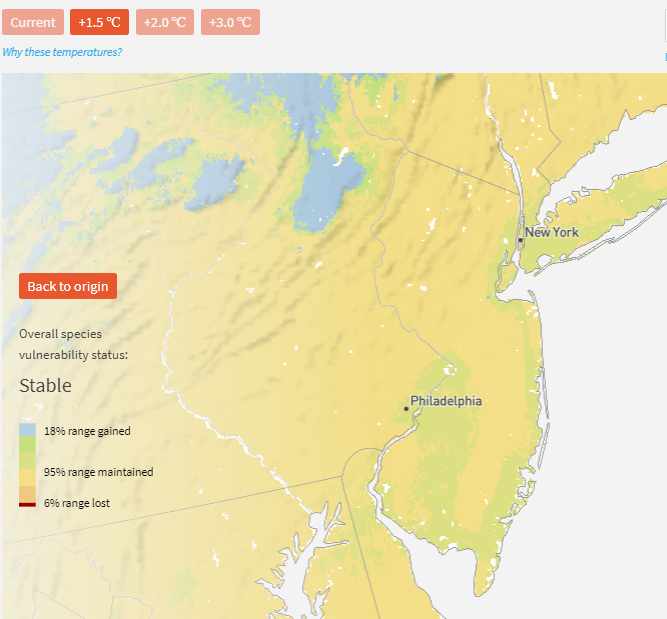 Current +1.5 °C +2.0 °C +3.0 °C
Why these temperatures?
New York
Back to origin
Overall species
vulnerability status:
Stable
Philadelphia
18% range gained
95% range maintained
6% range lost